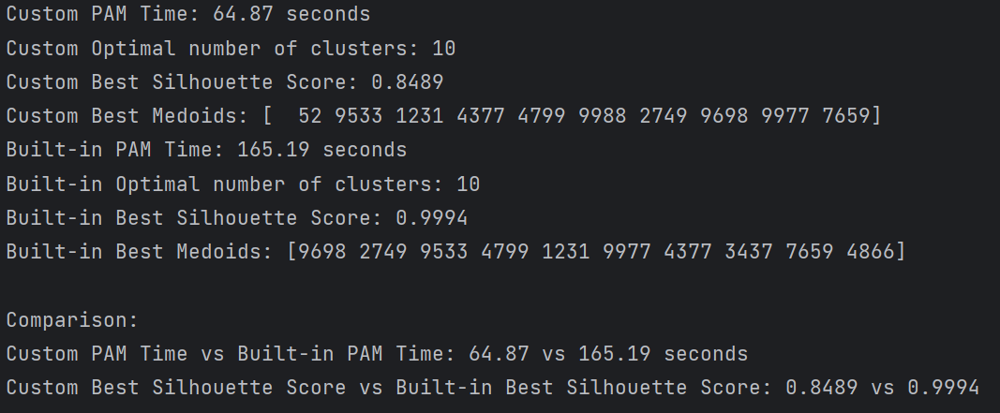 Custom PAM Time: 64.87 seconds
Custom Optimal number of clusters: 10
Custom Best Silhouette Score: 0.8489
Custom Best Medoids: [  52 9533 1231 4377 4799 9988 2749 9698 9977 7659]
Built-in PAM Time: 165.19 seconds
Built-in Optimal number of clusters: 10
Built-in Best Silhouette Score: 0.9994
Built-in Best Medoids: [9698 2749 9533 4799 1231 9977 4377 3437 7659 4866]
Comparison:
Custom PAM Time vs Built-in PAM Time: 64.87 vs 165.19 seconds
Custom Best Silhouette Score vs Built-in Best Silhouette Score: 0.8489 vs 0.9994